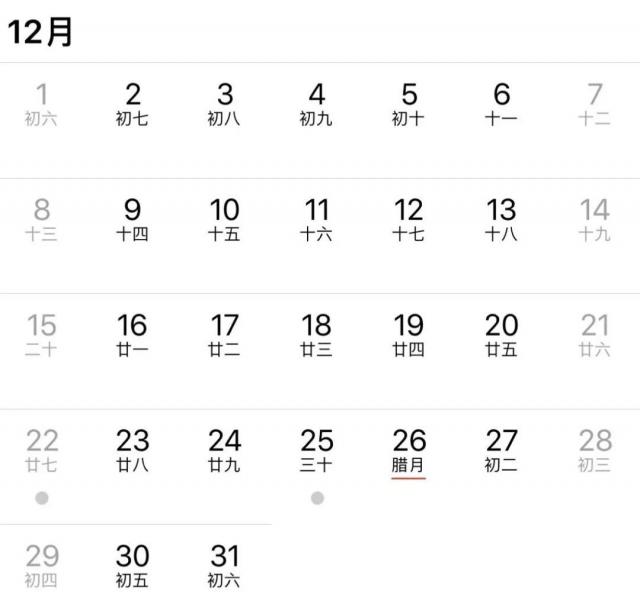 12月
1 2 3 4 5 6 7
初六 初七 初八 初九 初十 十一 十二
8 9 10 11 12 13 14
十三 十四 十五 十六 十七 十八 十九
15 16 17 18 19 20 21
二十 廿一 廿二 廿三 廿四 廿五 廿六
22 23 24 25 26 27 28
廿七 廿八 廿九 三十 腊月 初二 初三
29 30 31
初四 初五 初六